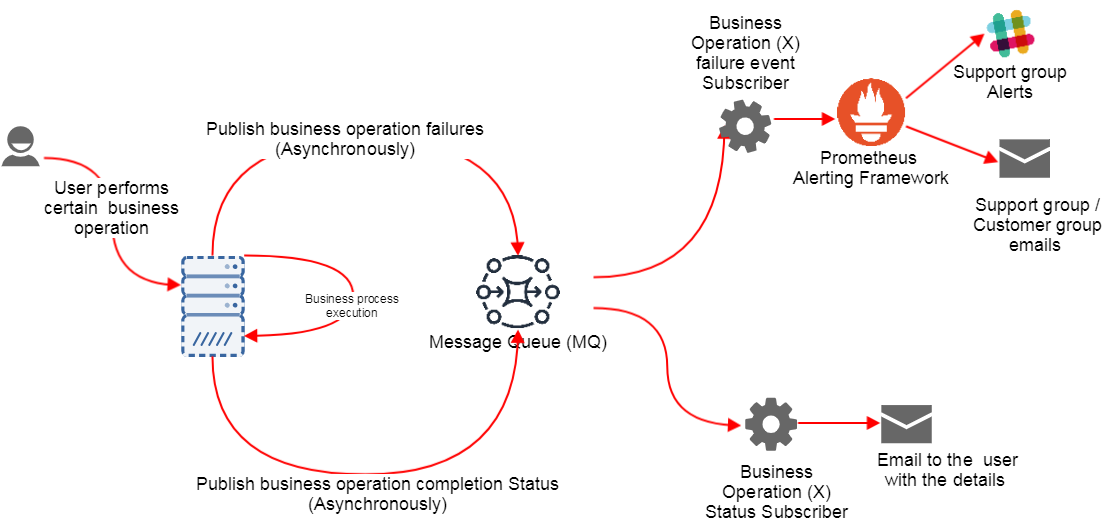 Business
Operation (X)
failure event
Subscriber
Support group
Alerts
Publish business operation failures
(Asynchronously)
Prometheus
Alerting Framework
User performs
certain business
operation
Support group /
Customer group
emails
Business process
execution
Message Queue (MQ)
Business
Operation (X)
Status Subscriber
Email to the user
with the details
Publish business operation completion Status
(Asynchronously)